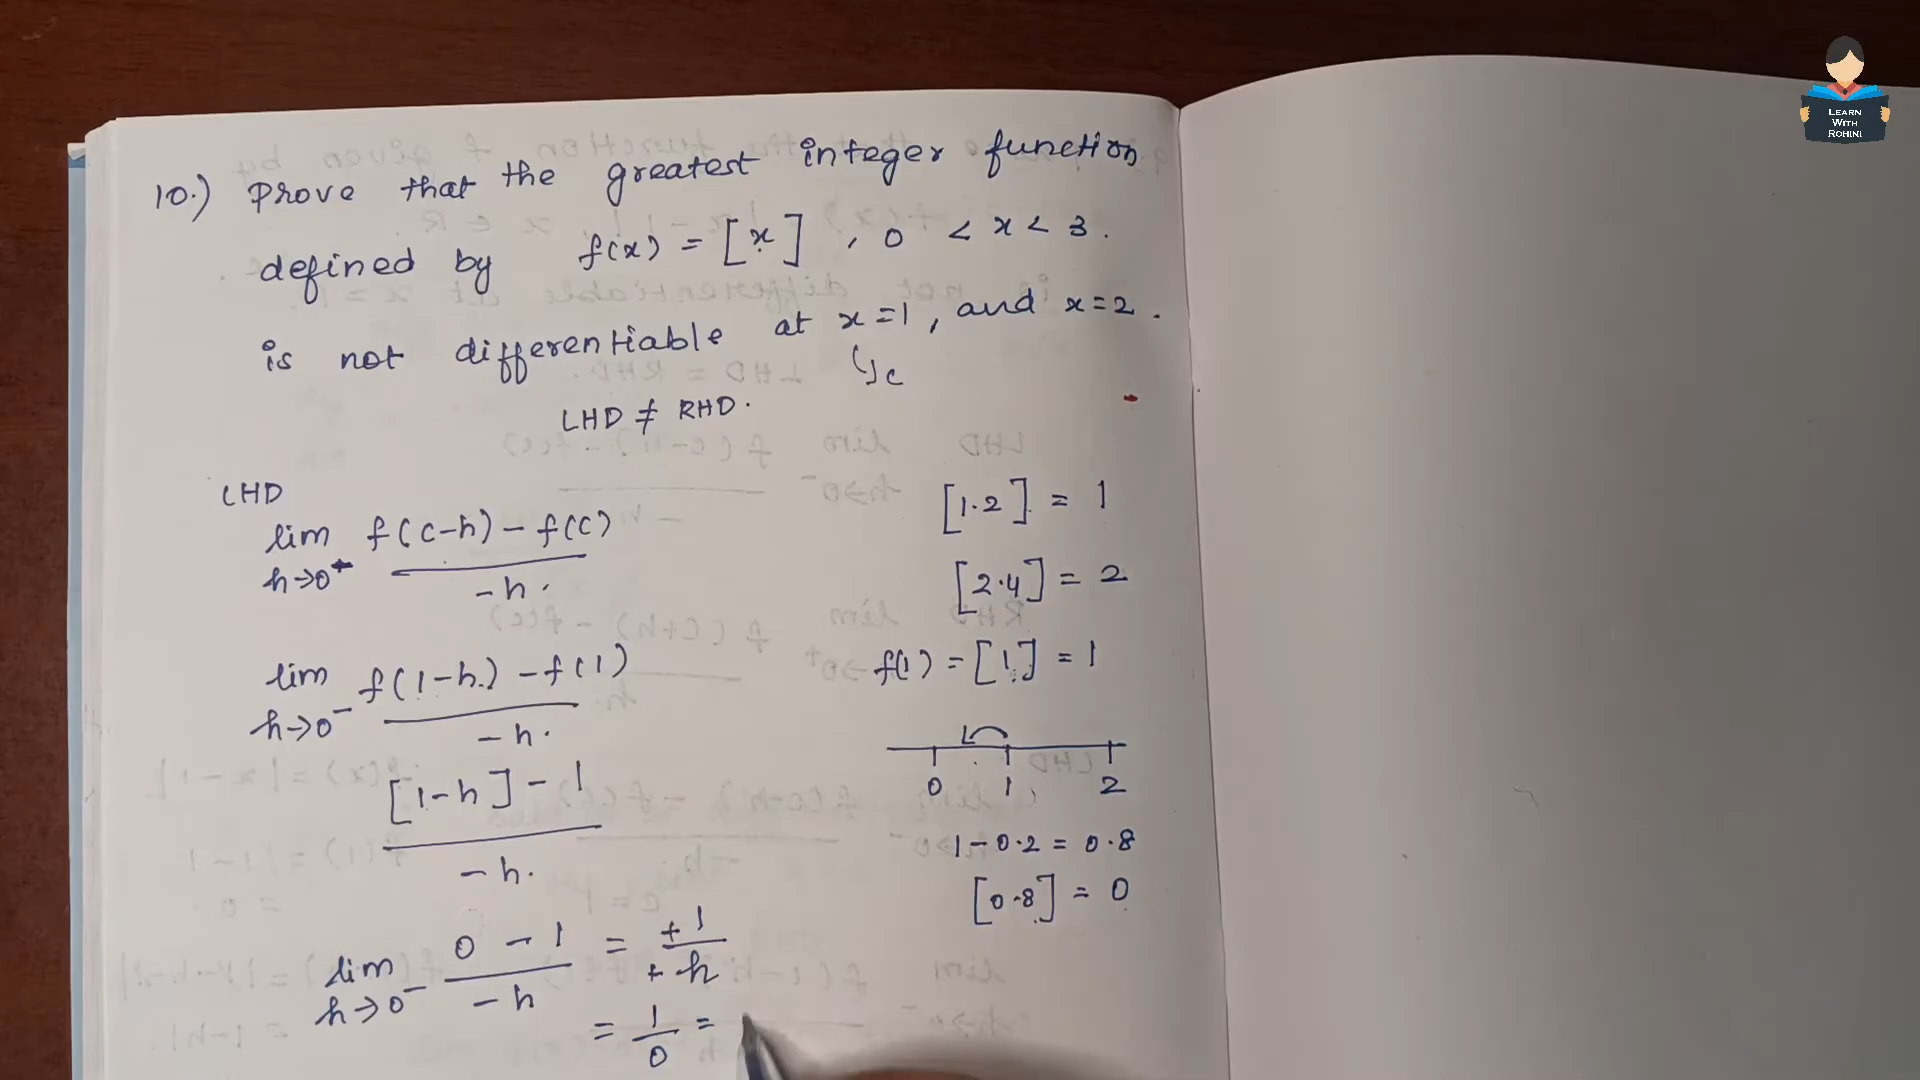 10.) Prove that the greatest integer function
defined by f(x) = [x] , 0 < x < 3.
is not differentiable at x=1, and x=2.
↳c
LHD ≠ RHD.
LHD
lim f(c-h) - f(c)
h→0⁺ -h.
lim f(1-h) - f(1)
h→0⁻ -h.
[1-h] - 1
-h.
lim 0 - 1 = +1
h→0⁻ -h + h
= 1/0 =
[1.2] = 1
[2.4] = 2
f(1) = [1] = 1
0 1 2
1 - 0.2 = 0.8
[0.8] = 0
LEARN
WITH
ROHINI